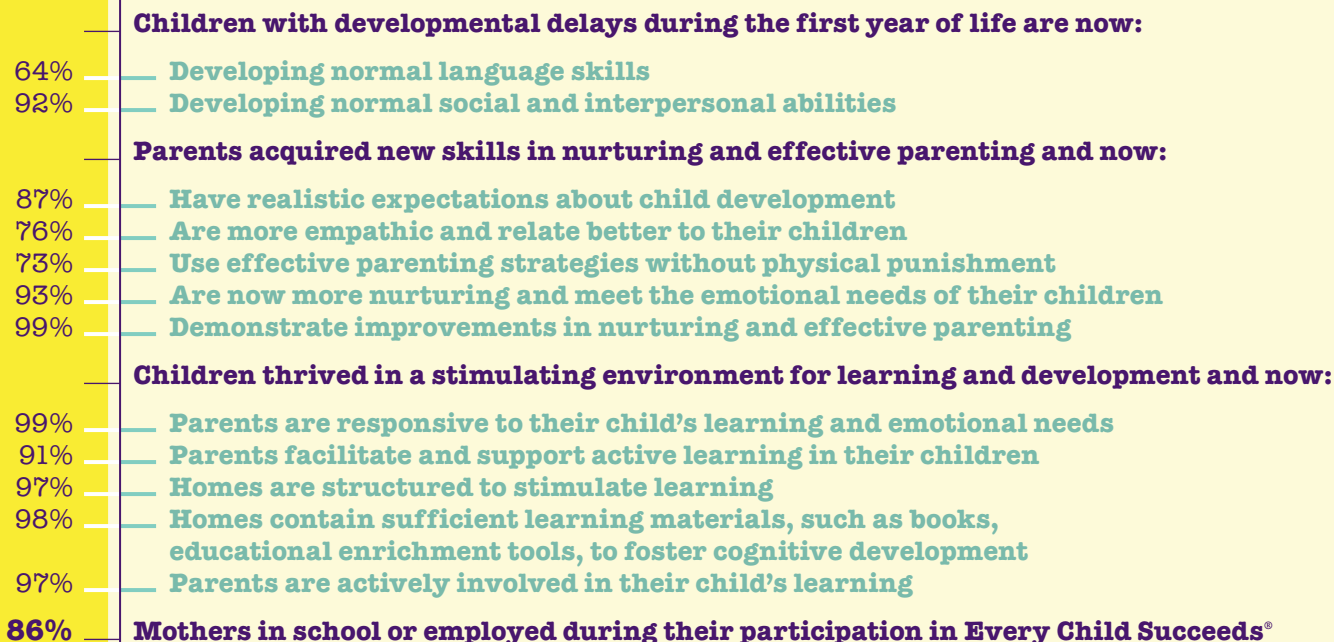 Children with developmental delays during the first year of life are now:
64% Developing normal language skills
92% Developing normal social and interpersonal abilities
Parents acquired new skills in nurturing and effective parenting and now:
87% Have realistic expectations about child development
76% Are more empathic and relate better to their children
73% Use effective parenting strategies without physical punishment
93% Are now more nurturing and meet the emotional needs of their children
99% Demonstrate improvements in nurturing and effective parenting
Children thrived in a stimulating environment for learning and development and now:
99% Parents are responsive to their child’s learning and emotional needs
91% Parents facilitate and support active learning in their children
97% Homes are structured to stimulate learning
98% Homes contain sufficient learning materials, such as books,
educational enrichment tools, to foster cognitive development
97% Parents are actively involved in their child’s learning
86% Mothers in school or employed during their participation in Every Child Succeeds®